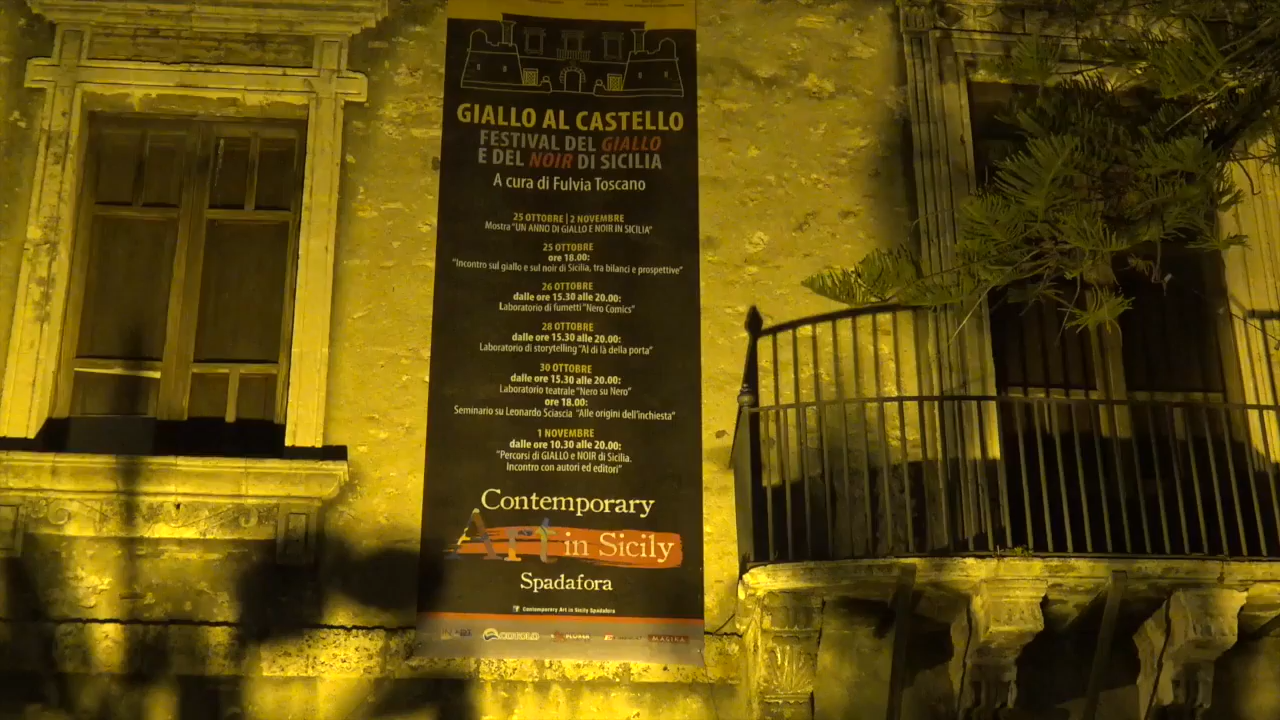 GIALLO AL CASTELLO
FESTIVAL DEL GIALLO
E DEL NOIR DI SICILIA
A cura di Fulvia Toscano
25 OTTOBRE | 2 NOVEMBRE
Mostra "UN ANNO DI GIALLO E NOIR IN SICILIA"
25 OTTOBRE
ore 18.00:
"Incontro sul giallo e sul noir di Sicilia, tra bilanci e prospettive"
26 OTTOBRE
dalle ore 15.30 alle 20.00:
Laboratorio di fumetti "Nero Comics"
28 OTTOBRE
dalle ore 15.30 alle 20.00:
Laboratorio di storytelling "Al di là della porta"
30 OTTOBRE
dalle ore 15.30 alle 20.00:
Laboratorio teatrale "Nero su Nero"
ore 18.00:
Seminario su Leonardo Sciascia "Alle origini dell'inchiesta"
1 NOVEMBRE
dalle ore 10.30 alle 20.00:
"Percorsi di GIALLO e NOIR di Sicilia.
Incontro con autori ed editori"
Contemporary
Art in Sicily
Spadafora
Contemporary Art in Sicily Spadafora